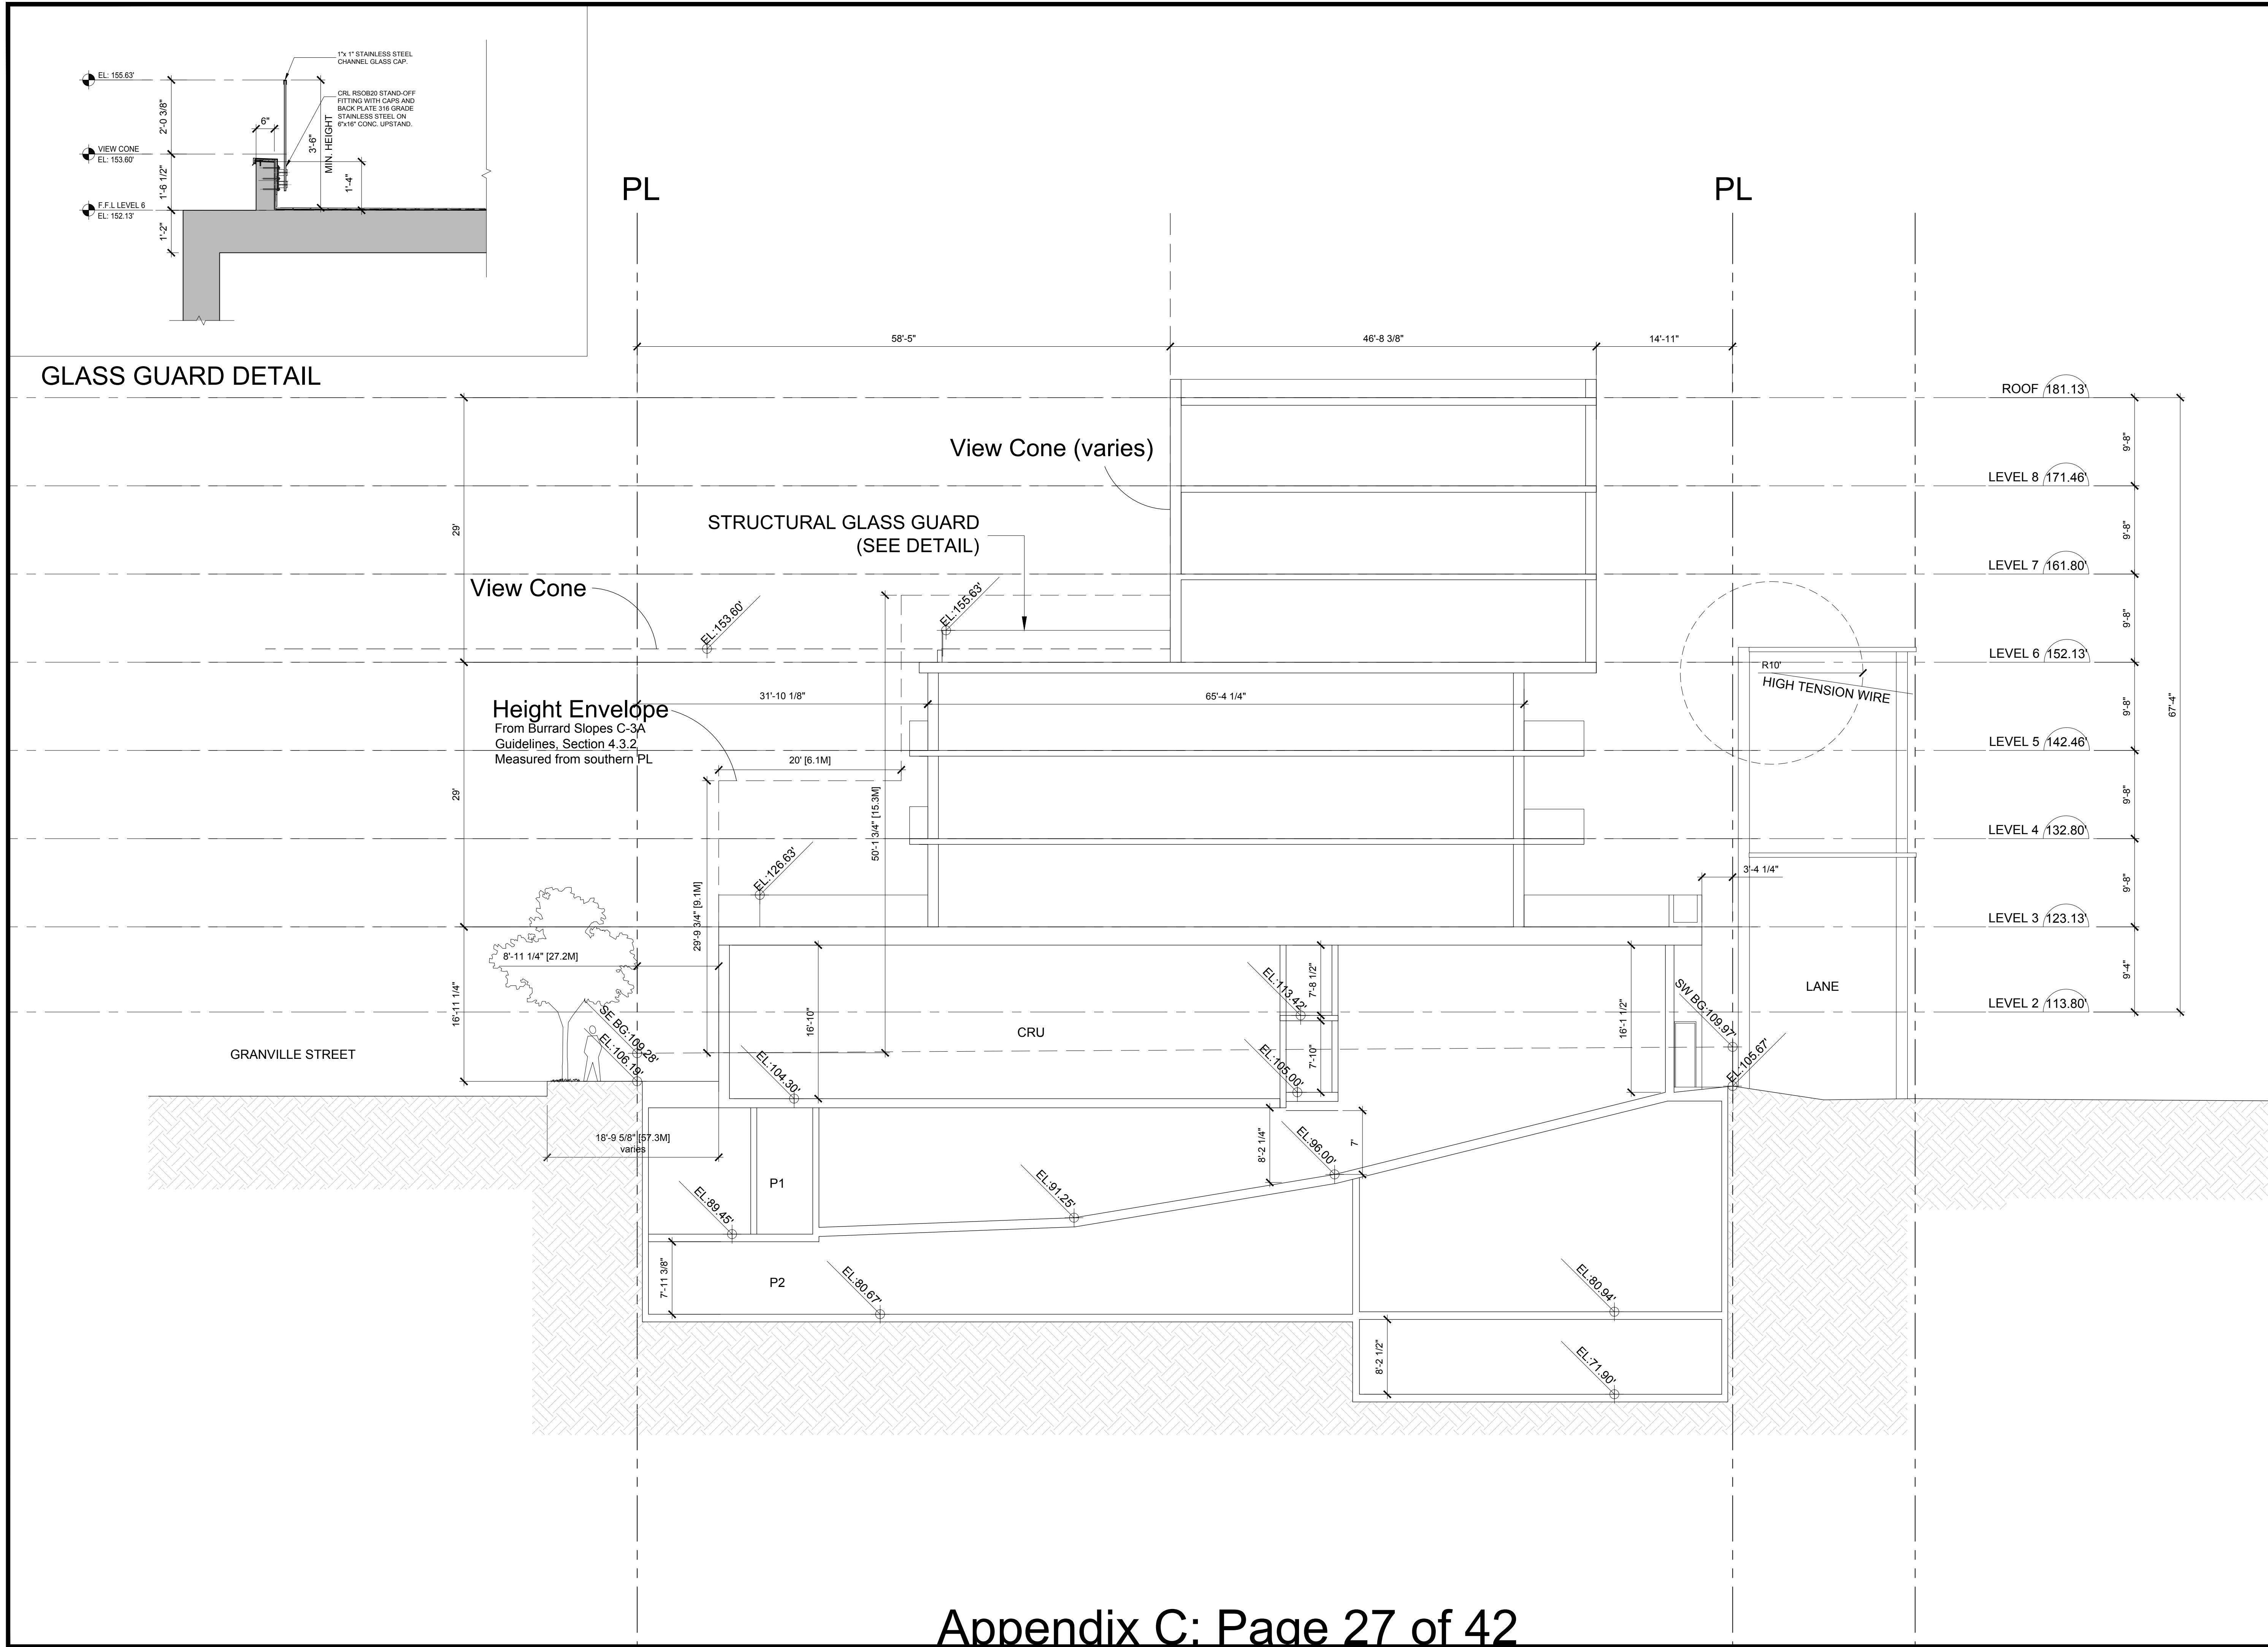 1"x 1" STAINLESS STEEL
CHANNEL GLASS CAP.
EL: 155.63'
CRL RSOB20 STAND-OFF
FITTING WITH CAPS AND
BACK PLATE 316 GRADE
STAINLESS STEEL ON
6"x16" CONC. UPSTAND.
2'-0 3/8"
6"
3'-6"
MIN. HEIGHT
VIEW CONE
EL: 153.60'
1'-6 1/2"
1'-4"
F.F.L LEVEL 6
EL: 152.13'
1'-2"
GLASS GUARD DETAIL
PL
PL
58'-5"
46'-8 3/8"
14'-11"
ROOF 181.13'
9'-8"
View Cone (varies)
LEVEL 8 171.46'
29'
STRUCTURAL GLASS GUARD
(SEE DETAIL)
9'-8"
LEVEL 7 161.80'
View Cone
EL:153.60'
EL:155.63'
9'-8"
LEVEL 6 152.13'
R10'
HIGH TENSION WIRE
31'-10 1/8"
65'-4 1/4"
9'-8"
67'-4"
Height Envelope
From Burrard Slopes C-3A
Guidelines, Section 4.3.2
Measured from southern PL
LEVEL 5 142.46'
20' [6.1M]
29'
50'-1 3/4" [15.3M]
9'-8"
LEVEL 4 132.80'
EL:126.63'
3'-4 1/4"
9'-8"
29'-9 3/4" [9.1M]
LEVEL 3 123.13'
8'-11 1/4" [27.2M]
16'-11 1/4"
9'-4"
EL:113.42'
7'-8 1/2"
LANE
LEVEL 2 113.80'
SE BG:109.28'
EL:106.19'
16'-10"
CRU
16'-1 1/2"
SW BG:109.97'
GRANVILLE STREET
EL:104.30'
EL:105.00'
7'-10"
EL:105.67'
18'-9 5/8" [57.3M]
varies
8'-2 1/4"
EL:96.00'
7'
P1
EL:89.45'
EL:91.25'
7'-11 3/8"
P2
EL:80.67'
EL:80.94'
8'-2 1/2"
EL:71.90'
Appendix C: Page 27 of 42